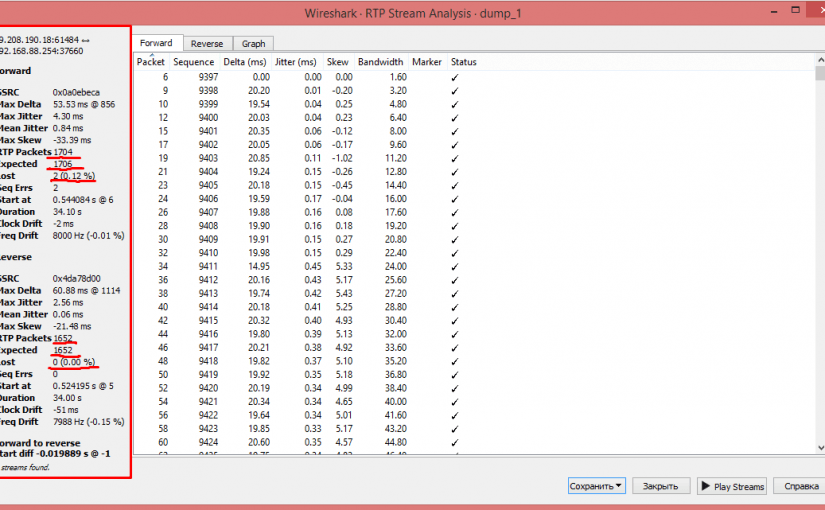 Wireshark · RTP Stream Analysis · dump_1
9.208.190.18:61484 ↔
92.168.88.254:37660
orward
SSRC 0x0a0ebeca
Max Delta 53.53 ms @ 856
Max Jitter 4.30 ms
Mean Jitter 0.84 ms
Max Skew -33.39 ms
RTP Packets 1704
Expected 1706
Lost 2 (0.12 %)
Seq Errs 2
Start at 0.544084 s @ 6
Duration 34.10 s
Clock Drift -2 ms
Freq Drift 8000 Hz (-0.01 %)
everse
SSRC 0x4da78d00
Max Delta 60.88 ms @ 1114
Max Jitter 2.56 ms
Mean Jitter 0.06 ms
Max Skew -21.48 ms
RTP Packets 1652
Expected 1652
Lost 0 (0.00 %)
Seq Errs 0
Start at 0.524195 s @ 5
Duration 34.00 s
Clock Drift -51 ms
Freq Drift 7988 Hz (-0.15 %)
orward to reverse
tart diff -0.019889 s @ -1
streams found.
Forward Reverse Graph
Packet Sequence Delta (ms) Jitter (ms) Skew Bandwidth Marker Status
6 9397 0.00 0.00 0.00 1.60 ✓
9 9398 20.20 0.01 -0.20 3.20 ✓
10 9399 19.54 0.04 0.25 4.80 ✓
12 9400 20.03 0.04 0.23 6.40 ✓
15 9401 20.35 0.06 -0.12 8.00 ✓
17 9402 20.05 0.06 -0.17 9.60 ✓
19 9403 20.85 0.11 -1.02 11.20 ✓
21 9404 19.24 0.15 -0.26 12.80 ✓
23 9405 20.18 0.15 -0.45 14.40 ✓
24 9406 19.59 0.17 -0.04 16.00 ✓
26 9407 19.88 0.16 0.08 17.60 ✓
28 9408 19.90 0.16 0.18 19.20 ✓
30 9409 19.91 0.15 0.27 20.80 ✓
32 9410 19.98 0.15 0.29 22.40 ✓
34 9411 14.95 0.45 5.33 24.00 ✓
36 9412 20.16 0.43 5.17 25.60 ✓
38 9413 19.74 0.42 5.43 27.20 ✓
40 9414 20.18 0.41 5.25 28.80 ✓
42 9415 20.32 0.40 4.93 30.40 ✓
44 9416 19.80 0.39 5.13 32.00 ✓
46 9417 20.21 0.38 4.92 33.60 ✓
48 9418 19.82 0.37 5.10 35.20 ✓
50 9419 19.92 0.35 5.18 36.80 ✓
52 9420 20.19 0.34 4.99 38.40 ✓
54 9421 20.34 0.34 4.65 40.00 ✓
56 9422 19.64 0.34 5.01 41.60 ✓
58 9423 19.85 0.33 5.17 43.20 ✓
60 9424 20.60 0.35 4.57 44.80 ✓
Сохранить Закрыть Play Streams Справка